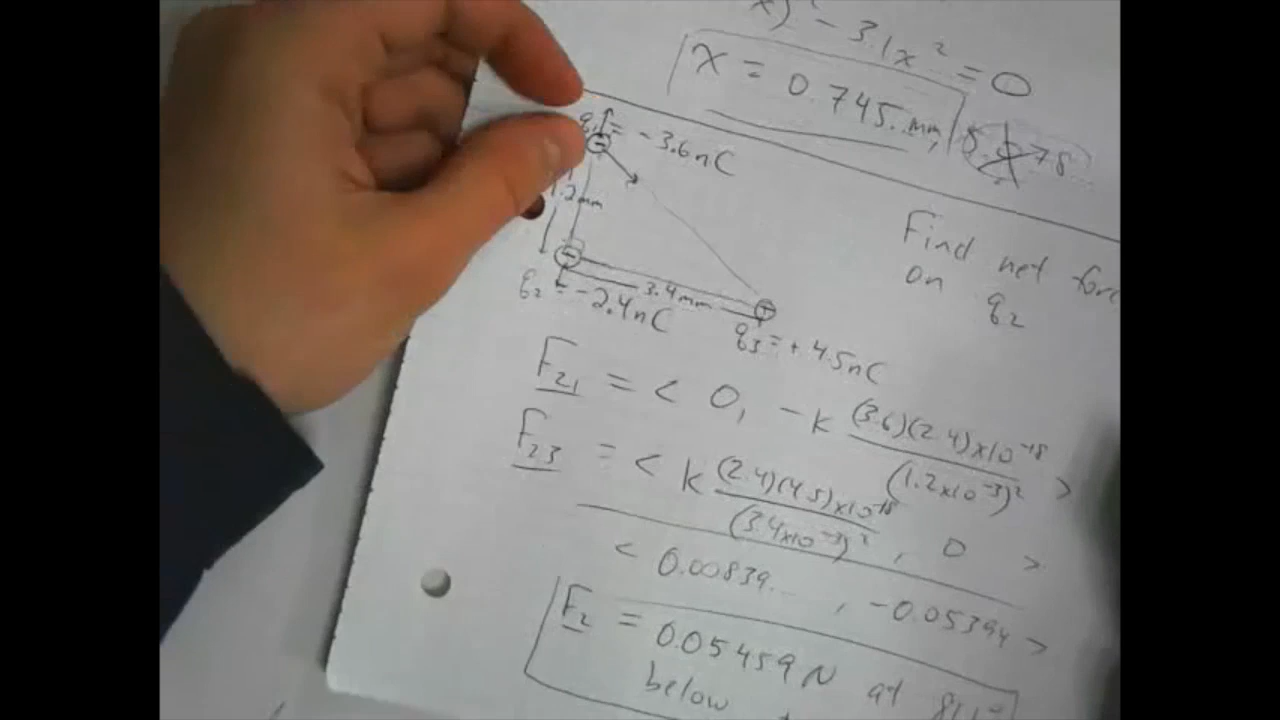 x)² - 3.1x² = 0
x = 0.745.. mm,
q₁ = -3.6nC
1.2mm
Find net
on q₂
3.4mm
q₂ = -2.4nC
q₃ = + 4.5nC
F₂₁ = < 0, -k (3.6)(2.4)x10⁻¹⁸ / (1.2x10⁻³)² >
F₂₃ = < k (2.4)(4.5)x10⁻¹⁸ / (3.4x10⁻³)² , 0 >
< 0.00839... , -0.05394 >
F₂ = 0.05459 N at
below